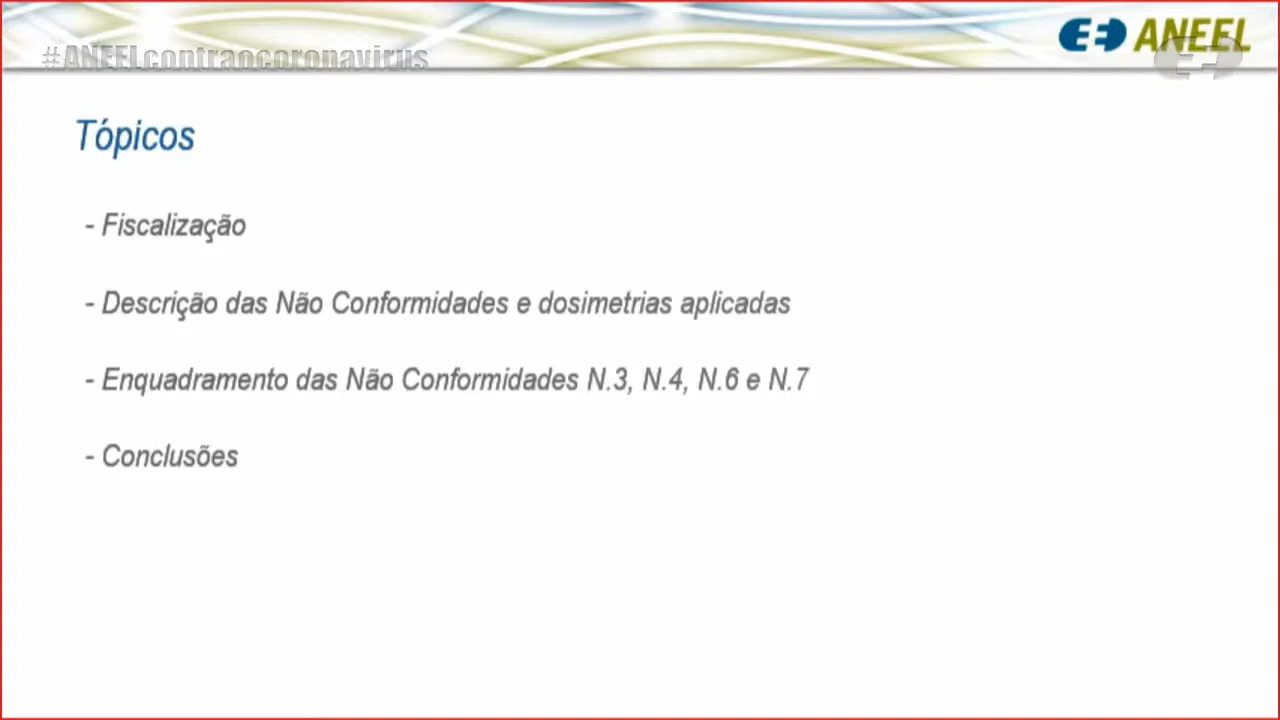 #ANEELcontraocoronavirus
ANEEL
Tópicos
- Fiscalização
- Descrição das Não Conformidades e dosimetrias aplicadas
- Enquadramento das Não Conformidades N.3, N.4, N.6 e N.7
- Conclusões